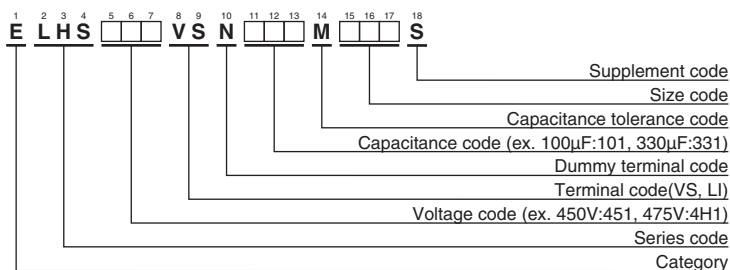 1 2 3 4 5 6 7 8 9 10 11 12 13 14 15 16 17 18
E L H S □□□ V S N □□□ M □□□ S
Supplement code
Size code
Capacitance tolerance code
Capacitance code (ex. 100µF:101, 330µF:331)
Dummy terminal code
Terminal code(VS, LI)
Voltage code (ex. 450V:451, 475V:4H1)
Series code
Category